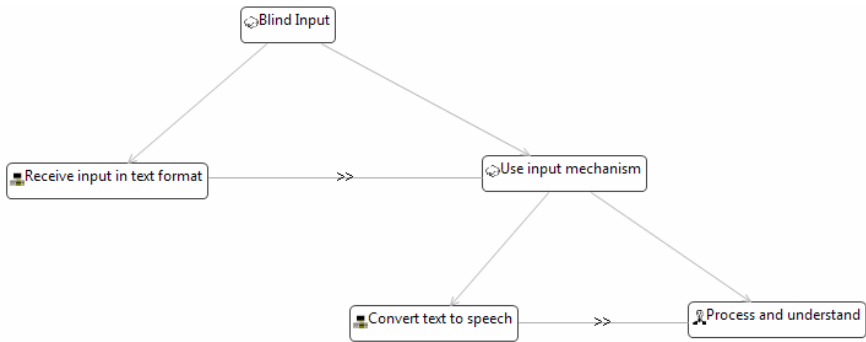 Blind Input
Receive input in text format
>>
Use input mechanism
Convert text to speech
>>
Process and understand